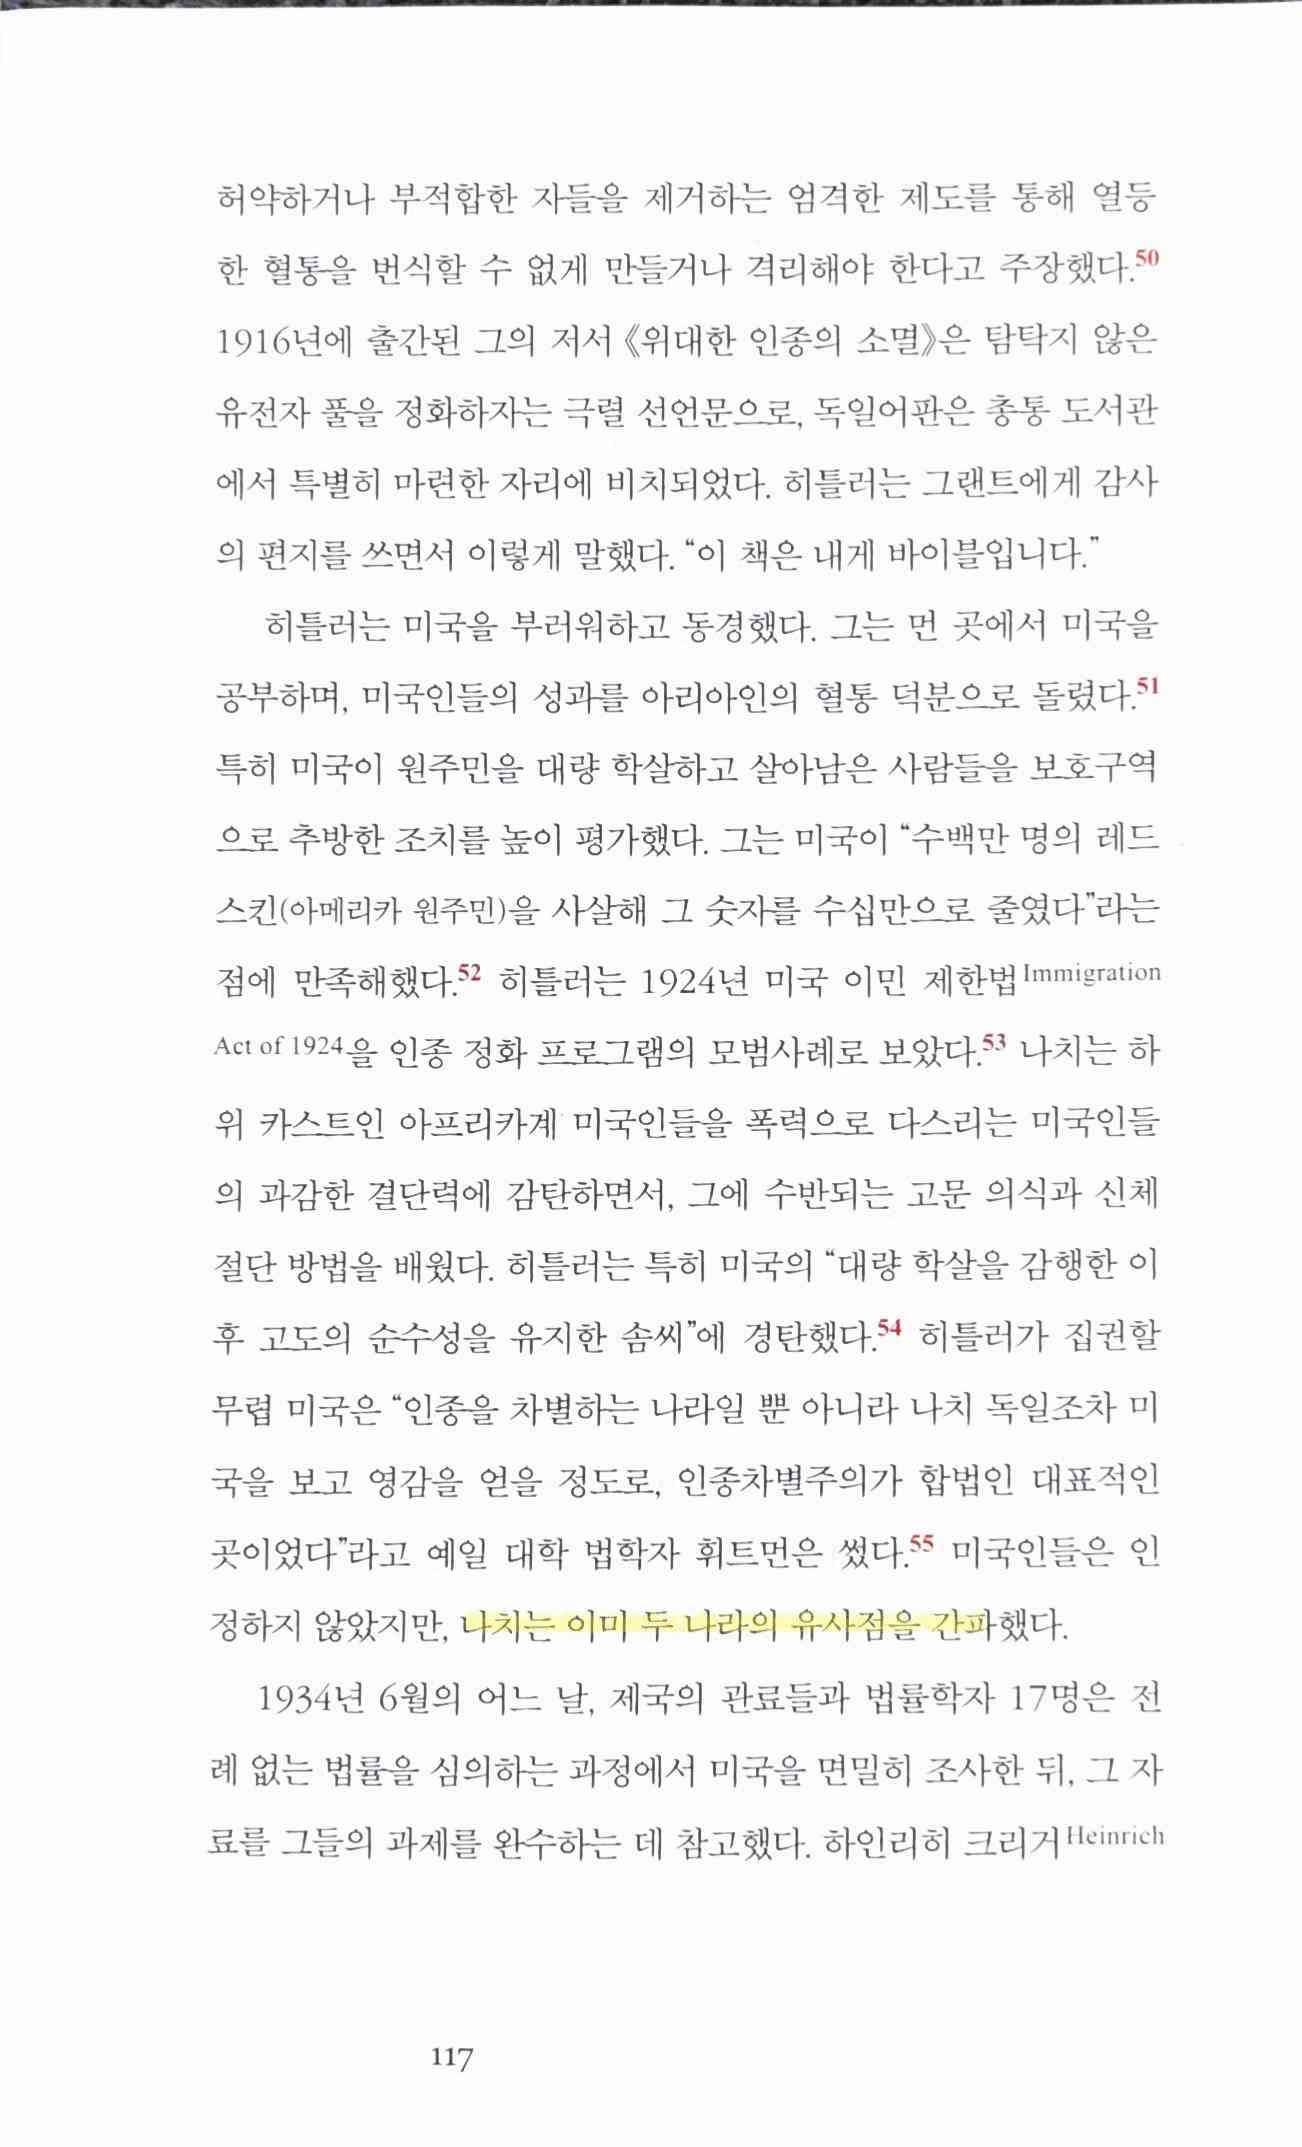 허약하거나 부적합한 자들을 제거하는 엄격한 제도를 통해 열등
한 혈통을 번식할 수 없게 만들거나 격리해야 한다고 주장했다.50
1916년에 출간된 그의 저서 《위대한 인종의 소멸》은 탐탁지 않은
유전자 풀을 정화하자는 극렬 선언문으로, 독일어판은 총통 도서관
에서 특별히 마련한 자리에 비치되었다. 히틀러는 그랜트에게 감사
의 편지를 쓰면서 이렇게 말했다. “이 책은 내게 바이블입니다.”
히틀러는 미국을 부러워하고 동경했다. 그는 먼 곳에서 미국을
공부하며, 미국인들의 성과를 아리아인의 혈통 덕분으로 돌렸다.51
특히 미국이 원주민을 대량 학살하고 살아남은 사람들을 보호구역
으로 추방한 조치를 높이 평가했다. 그는 미국이 “수백만 명의 레드
스킨(아메리카 원주민)을 사살해 그 숫자를 수십만으로 줄였다”라는
점에 만족해했다.52 히틀러는 1924년 미국 이민 제한법Immigration
Act of 1924을 인종 정화 프로그램의 모범사례로 보았다.53 나치는 하
위 카스트인 아프리카계 미국인들을 폭력으로 다스리는 미국인들
의 과감한 결단력에 감탄하면서, 그에 수반되는 고문 의식과 신체
절단 방법을 배웠다. 히틀러는 특히 미국의 “대량 학살을 감행한 이
후 고도의 순수성을 유지한 솜씨”에 경탄했다.54 히틀러가 집권할
무렵 미국은 “인종을 차별하는 나라일 뿐 아니라 나치 독일조차 미
국을 보고 영감을 얻을 정도로, 인종차별주의가 합법인 대표적인
곳이었다”라고 예일 대학 법학자 휘트먼은 썼다.55 미국인들은 인
정하지 않았지만, 나치는 이미 두 나라의 유사점을 간파했다.
1934년 6월의 어느 날, 제국의 관료들과 법률학자 17명은 전
례 없는 법률을 심의하는 과정에서 미국을 면밀히 조사한 뒤, 그 자
료를 그들의 과제를 완수하는 데 참고했다. 하인리히 크리거Heinrich
117